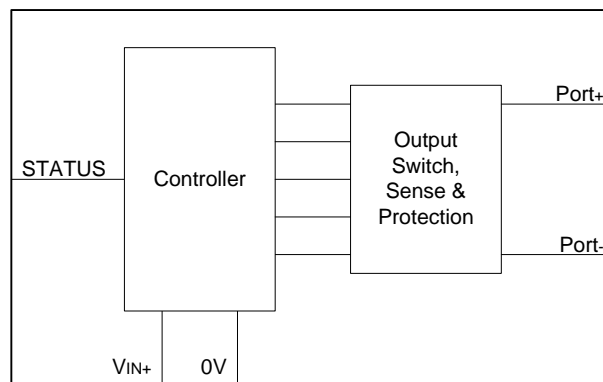 Port+
Output
Switch,
Sense &
Protection
STATUS
Controller
Port-
VIN+
0V